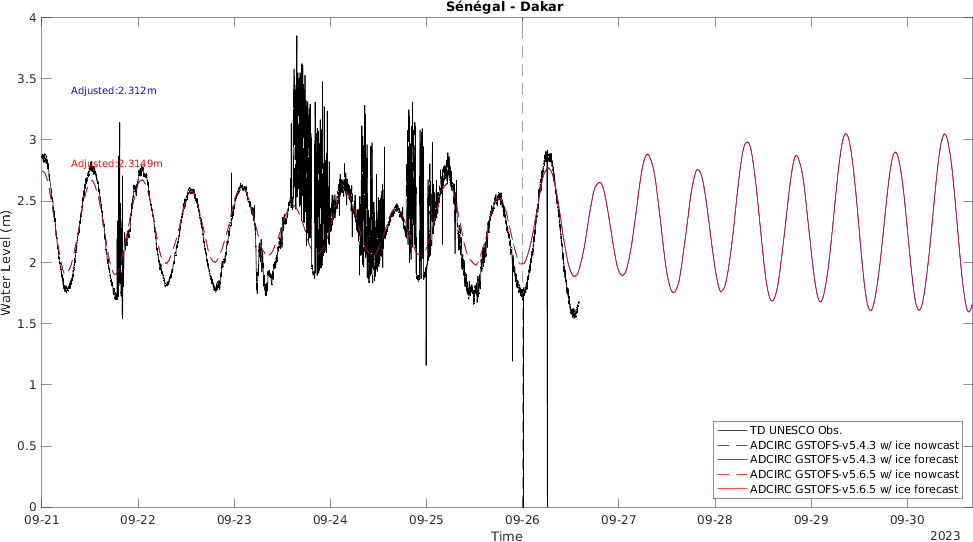 Sénégal - Dakar
Water Level (m)
4
3.5
3
2.5
2
1.5
1
0.5
0
Adjusted:2.312m
Adjusted:2.3149m
TD UNESCO Obs.
ADCIRC GSTOFS-v5.4.3 w/ ice nowcast
ADCIRC GSTOFS-v5.4.3 w/ ice forecast
ADCIRC GSTOFS-v5.6.5 w/ ice nowcast
ADCIRC GSTOFS-v5.6.5 w/ ice forecast
09-21 09-22 09-23 09-24 09-25 09-26 09-27 09-28 09-29 09-30
Time
2023